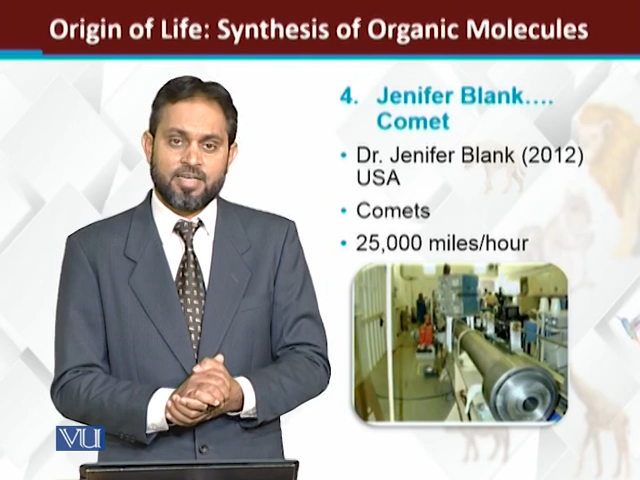 Origin of Life: Synthesis of Organic Molecules
4. Jenifer Blank....
Comet
• Dr. Jenifer Blank (2012)
USA
• Comets
• 25,000 miles/hour
VU